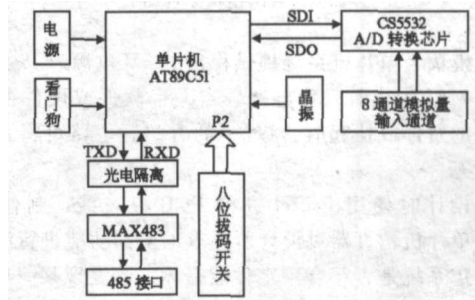 电
源
看
门
狗
单片机
AT89C51
P2
SDI
SDO
CS5532
A/D 转换芯片
8通道模拟量
输入通道
晶振
TXD
RXD
光电隔离
MAX483
485 接口
八位拔码
开关